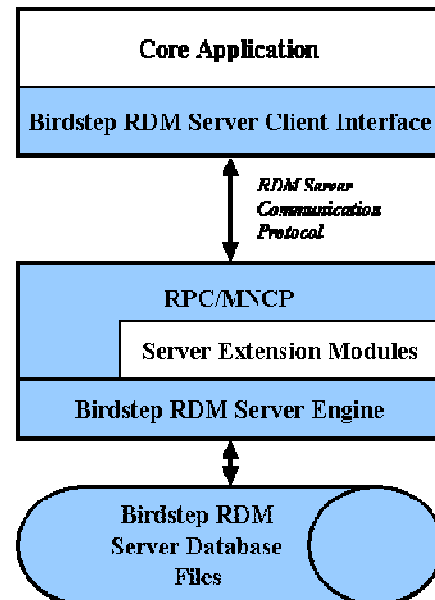 Core Application
Birdstep RDM Server Client Interface
RDM Server
Communication
Protocol
RPC/MNCP
Server Extension Modules
Birdstep RDM Server Engine
Birdstep RDM
Server Database
Files